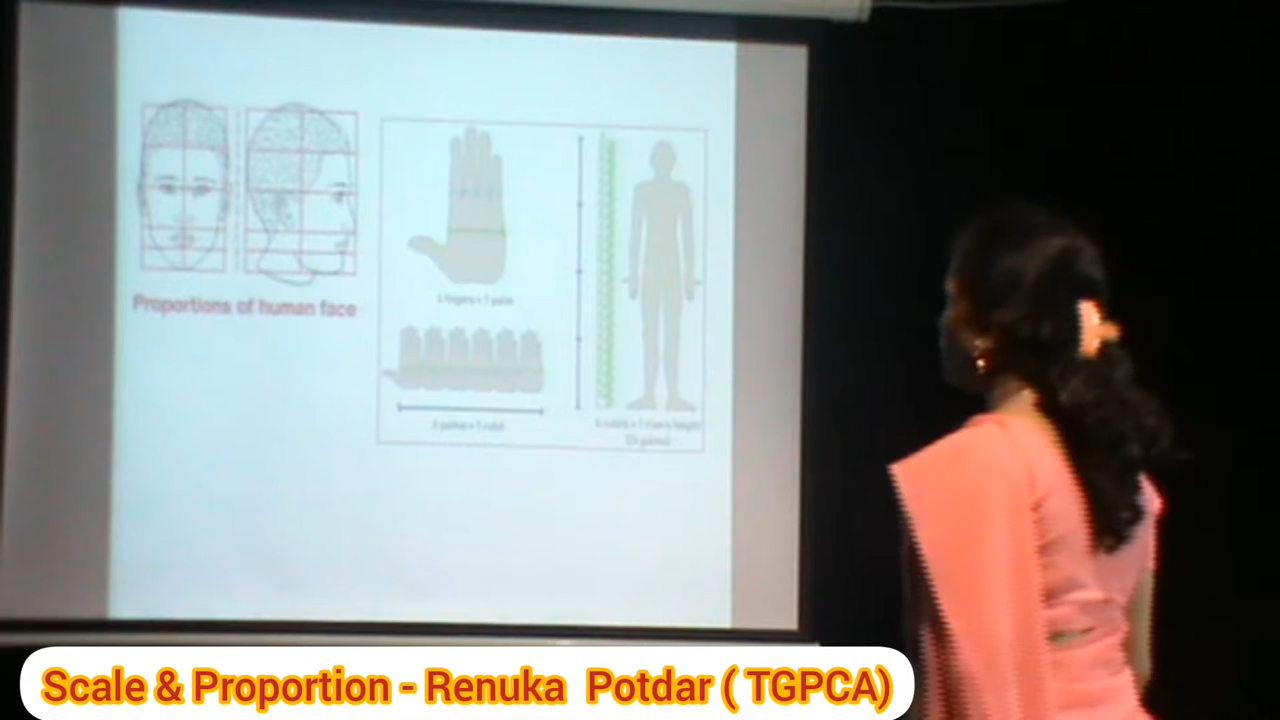 Proportions of human face
4 fingers = 1 palm
6 palms = 1 cubit
4 cubits = 1 man's height
(24 palms)
Scale & Proportion - Renuka Potdar ( TGPCA)